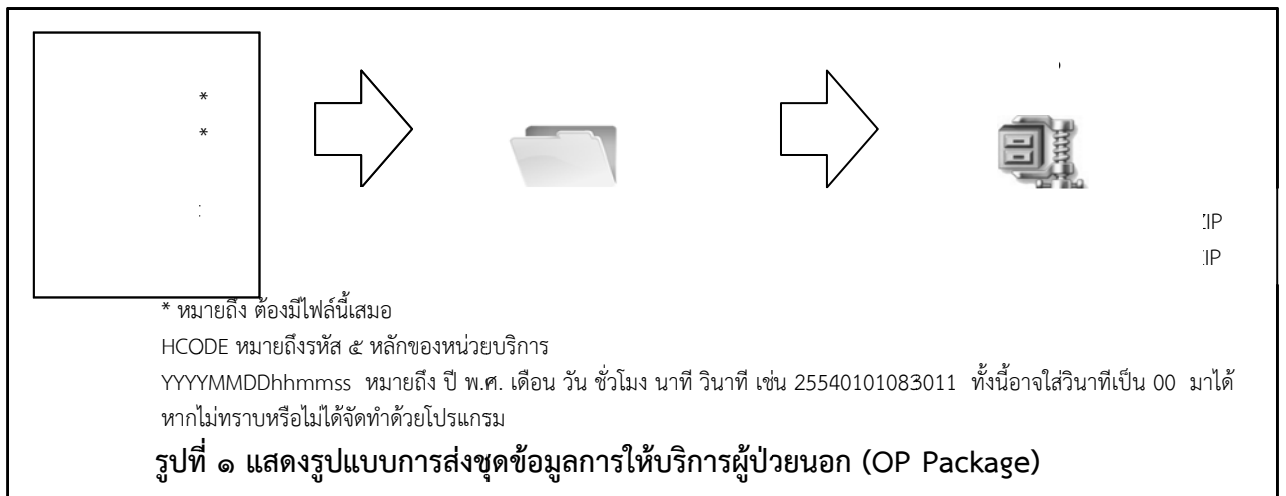 *
*
:
ZIP
ZIP
* หมายถึง ต้องมีไฟล์นี้เสมอ
HCODE หมายถึงรหัส ๕ หลักของหน่วยบริการ
YYYYMMDDhhmmss หมายถึง ปี พ.ศ. เดือน วัน ชั่วโมง นาที วินาที เช่น 25540101083011 ทั้งนี้อาจใส่วินาทีเป็น 00 มาได้
หากไม่ทราบหรือไม่ได้จัดทำด้วยโปรแกรม
รูปที่ ๑ แสดงรูปแบบการส่งชุดข้อมูลการให้บริการผู้ป่วยนอก (OP Package)